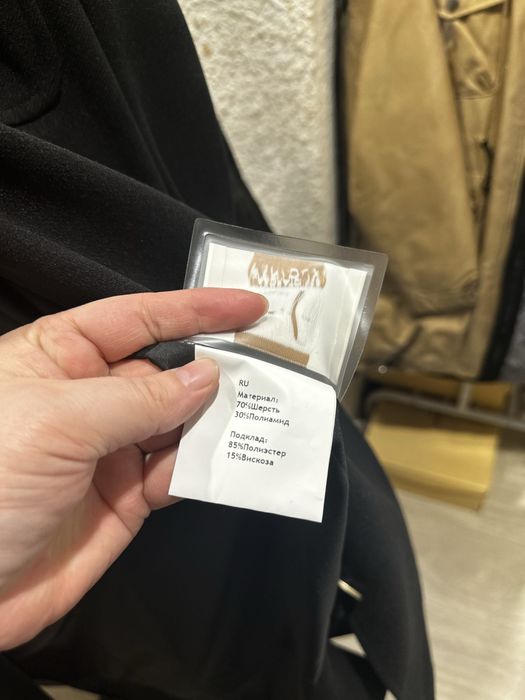 RU
Материал:
70%Шерсть
30%Полиамид
Подклад:
85%Полиэстер
15%Вискоза